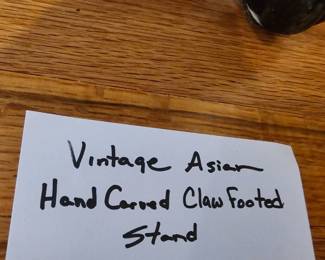 Vintage Asian
Hand Carved Claw Footed
Stand